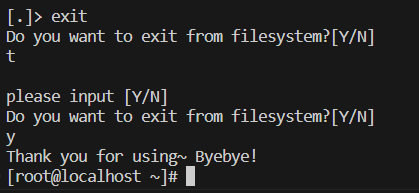 [.]> exit
Do you want to exit from filesystem?[Y/N]
t
please input [Y/N]
Do you want to exit from filesystem?[Y/N]
y
Thank you for using~ Byebye!
[root@localhost ~]#